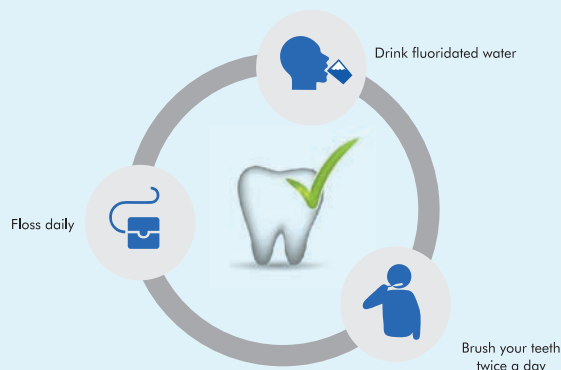 Drink fluoridated water
Floss daily
Brush your teeth
twice a day